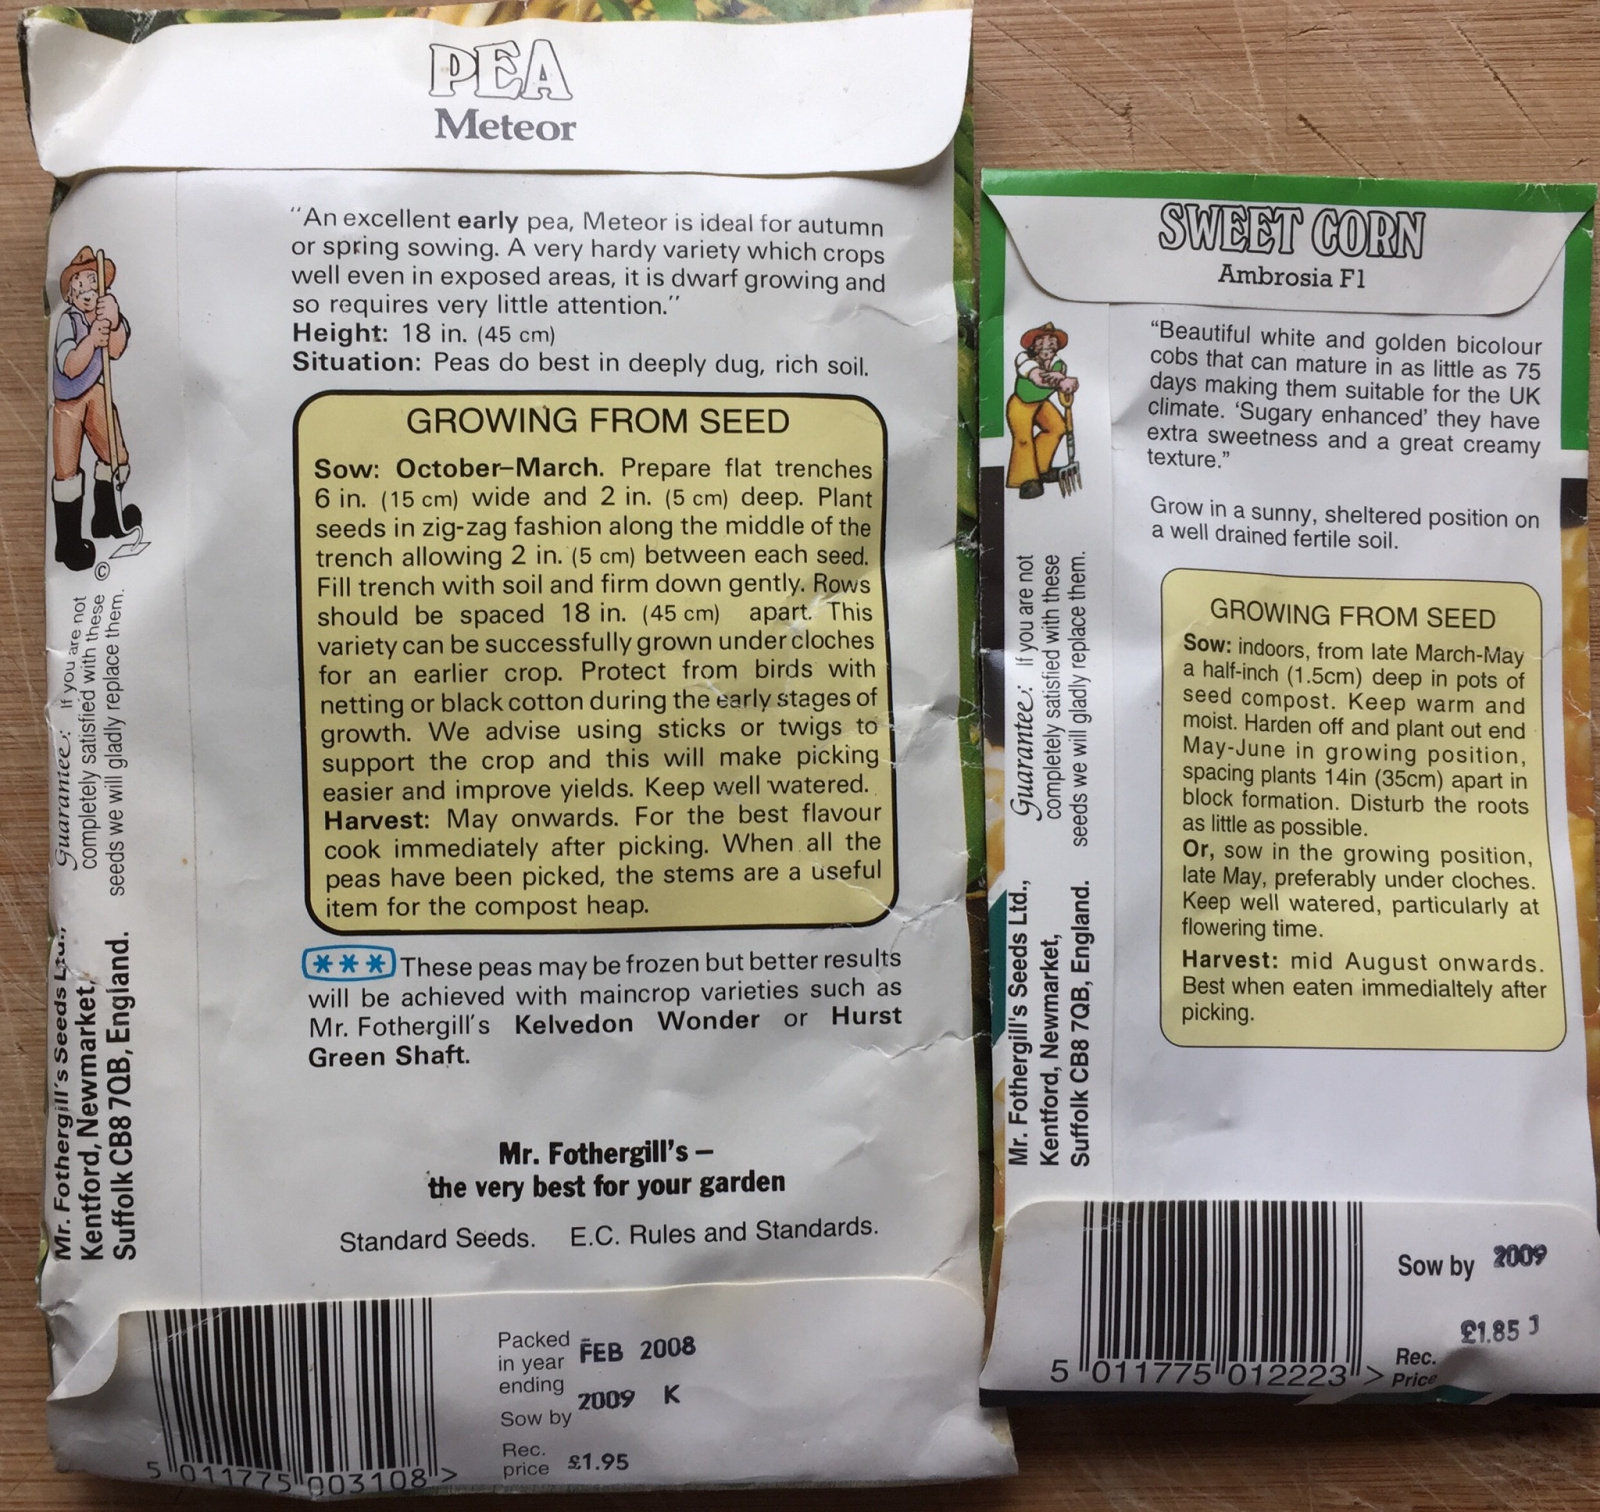 PEA
Meteor
"An excellent early pea, Meteor is ideal for autumn
or spring sowing. A very hardy variety which crops
well even in exposed areas, it is dwarf growing and
so requires very little attention."
Height: 18 in. (45 cm)
Situation: Peas do best in deeply dug, rich soil.
GROWING FROM SEED
Sow: October–March. Prepare flat trenches
6 in. (15 cm) wide and 2 in. (5 cm) deep. Plant
seeds in zig-zag fashion along the middle of the
trench allowing 2 in. (5 cm) between each seed.
Fill trench with soil and firm down gently. Rows
should be spaced 18 in. (45 cm) apart. This
variety can be successfully grown under cloches
for an earlier crop. Protect from birds with
netting or black cotton during the early stages of
growth. We advise using sticks or twigs to
support the crop and this will make picking
easier and improve yields. Keep well watered.
Harvest: May onwards. For the best flavour
cook immediately after picking. When all the
peas have been picked, the stems are a useful
item for the compost heap.
*** These peas may be frozen but better results
will be achieved with maincrop varieties such as
Mr. Fothergill's Kelvedon Wonder or Hurst
Green Shaft.
Mr. Fothergill's –
the very best for your garden
Standard Seeds. E.C. Rules and Standards.
©
Guarantee: If you are not
completely satisfied with these
seeds we will gladly replace them.
Mr. Fothergill's Seeds Ltd.,
Kentford, Newmarket,
Suffolk CB8 7QB, England.
5 011775 003108 >
Packed
in year
ending
FEB 2008
Sow by
2009 K
Rec.
price £1.95
SWEET CORN
Ambrosia F1
"Beautiful white and golden bicolour
cobs that can mature in as little as 75
days making them suitable for the UK
climate. 'Sugary enhanced' they have
extra sweetness and a great creamy
texture."
Grow in a sunny, sheltered position on
a well drained fertile soil.
GROWING FROM SEED
Sow: indoors, from late March-May
a half-inch (1.5cm) deep in pots of
seed compost. Keep warm and
moist. Harden off and plant out end
May-June in growing position,
spacing plants 14in (35cm) apart in
block formation. Disturb the roots
as little as possible.
Or, sow in the growing position,
late May, preferably under cloches.
Keep well watered, particularly at
flowering time.
Harvest: mid August onwards.
Best when eaten immedialtely after
picking.
Guarantee: If you are not
completely satisfied with these
seeds we will gladly replace them.
Mr. Fothergill's Seeds Ltd.,
Kentford, Newmarket,
Suffolk CB8 7QB, England.
5 011775 012223 >
Sow by 2009
£1.85 J
Rec.
Price